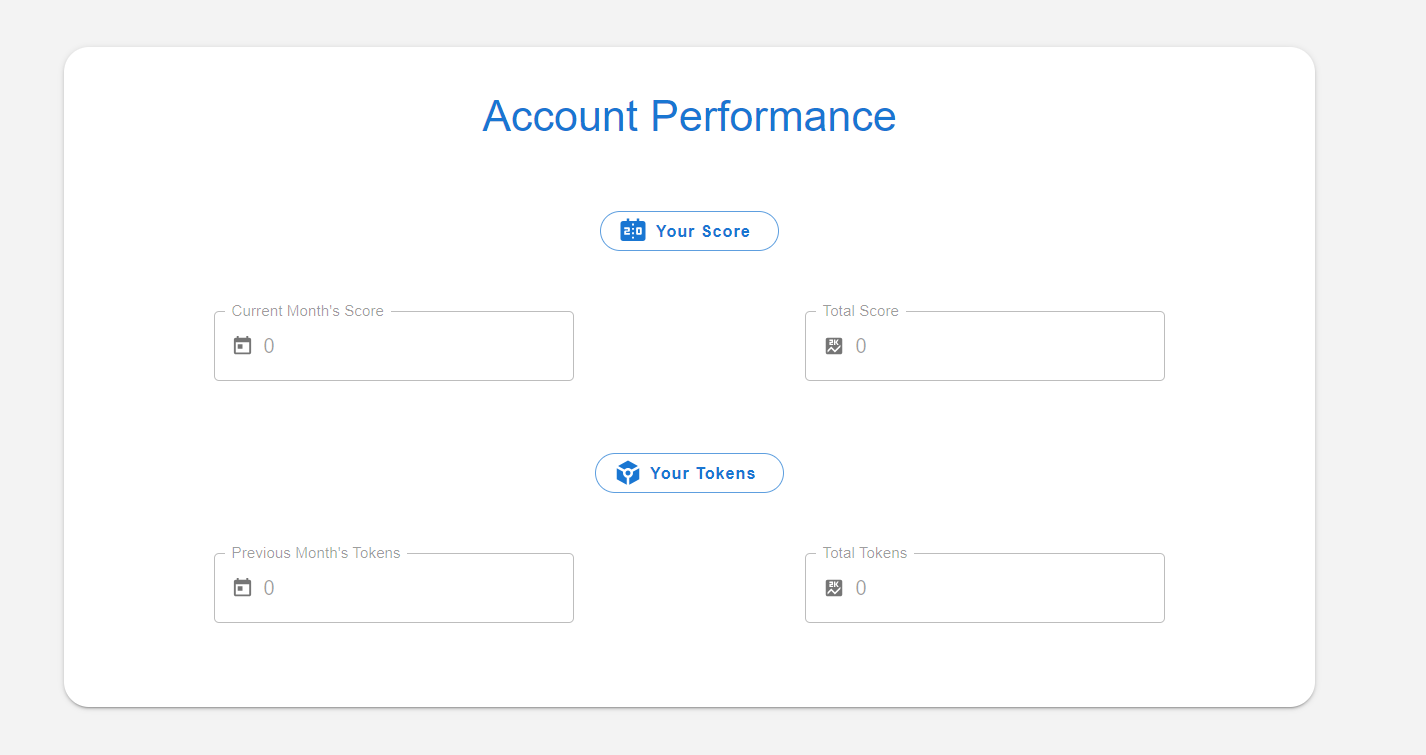 Account Performance
2:0 Your Score
Current Month's Score
Total Score
0
2K 0
Your Tokens
Previous Month's Tokens
Total Tokens
0
2K 0